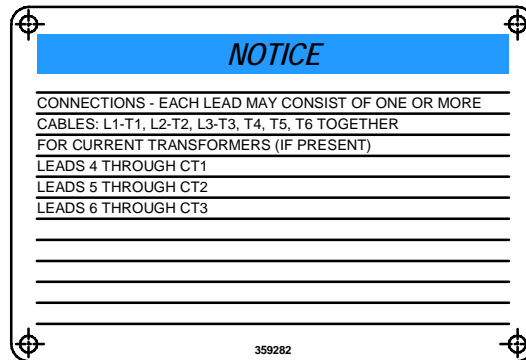 NOTICE
CONNECTIONS - EACH LEAD MAY CONSIST OF ONE OR MORE
CABLES: L1-T1, L2-T2, L3-T3, T4, T5, T6 TOGETHER
FOR CURRENT TRANSFORMERS (IF PRESENT)
LEADS 4 THROUGH CT1
LEADS 5 THROUGH CT2
LEADS 6 THROUGH CT3
359282